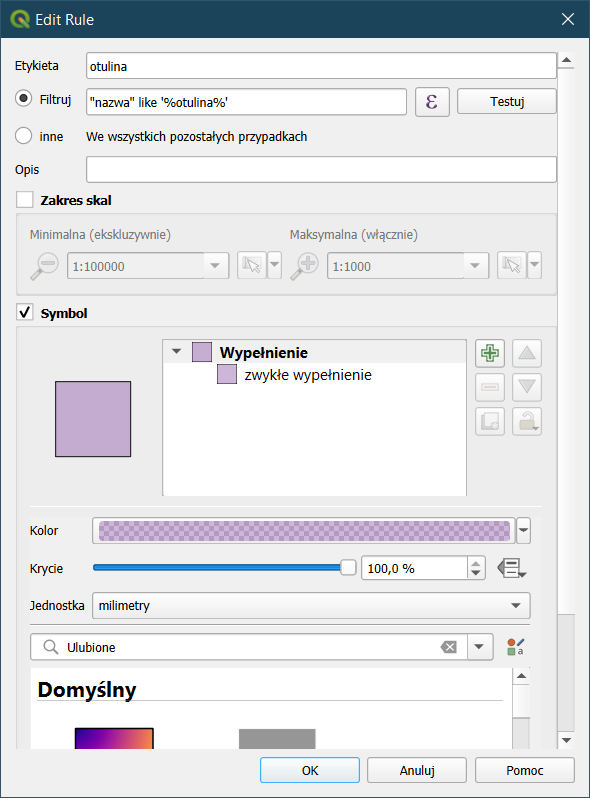 Edit Rule
Etykieta otulina
Filtruj "nazwa" like '%otulina%' ε Testuj
inne We wszystkich pozostałych przypadkach
Opis
Zakres skal
Minimalna (ekskluzywnie) Maksymalna (włącznie)
1:100000 1:1000
Symbol
Wypełnienie
zwykłe wypełnienie
Kolor
Krycie 100,0 %
Jednostka milimetry
Ulubione
Domyślny
OK Anuluj Pomoc